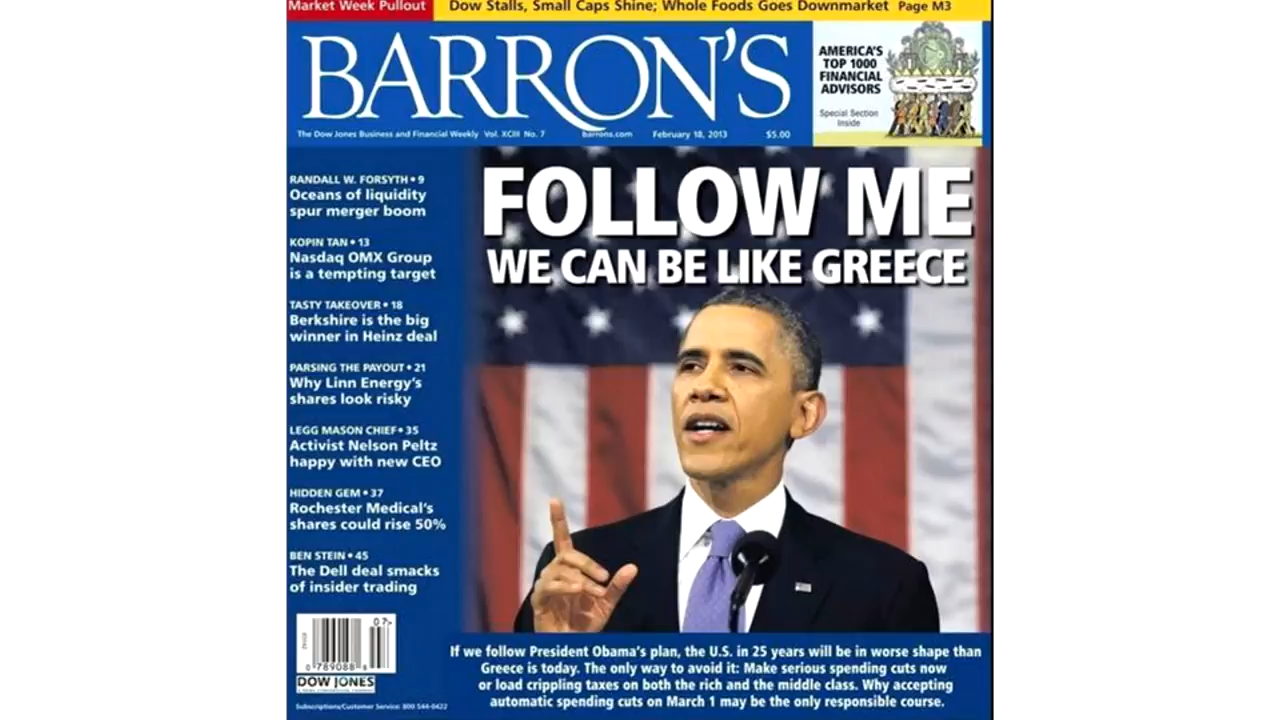 Market Week Pullout
Dow Stalls, Small Caps Shine; Whole Foods Goes Downmarket Page M3
BARRON'S
AMERICA'S
TOP 1000
FINANCIAL
ADVISORS
Special Section
Inside
The Dow Jones Business and Financial Weekly Vol. XCIII No. 7 Barrons.com February 18, 2013 $5.00
FOLLOW ME
WE CAN BE LIKE GREECE
RANDALL W. FORSYTH • 9
Oceans of liquidity
spur merger boom
KOPIN TAN • 13
Nasdaq OMX Group
is a tempting target
TASTY TAKEOVER • 18
Berkshire is the big
winner in Heinz deal
PARSING THE PAYOUT • 21
Why Linn Energy's
shares look risky
LEGG MASON CHIEF • 35
Activist Nelson Peltz
happy with new CEO
HIDDEN GEM • 37
Rochester Medical's
shares could rise 50%
BEN STEIN • 45
The Dell deal smacks
of insider trading
07
0 789088
DOW JONES
Subscriptions/Customer Service: 800 544-0422
If we follow President Obama's plan, the U.S. in 25 years will be in worse shape than
Greece is today. The only way to avoid it: Make serious spending cuts now
or load crippling taxes on both the rich and the middle class. Why accepting
automatic spending cuts on March 1 may be the only responsible course.